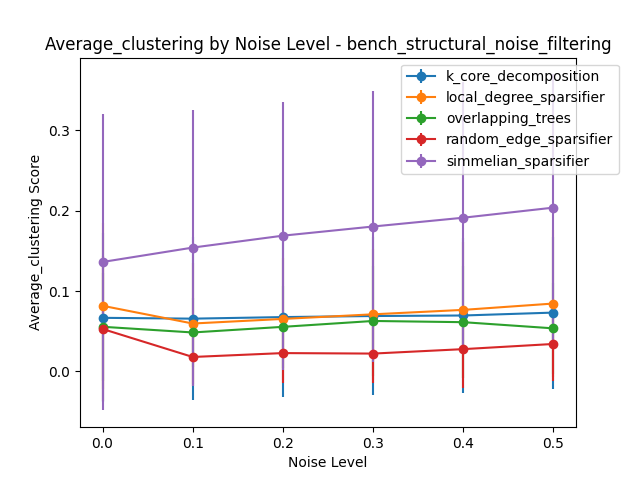 Average_clustering by Noise Level - bench_structural_noise_filtering
k_core_decomposition
local_degree_sparsifier
overlapping_trees
random_edge_sparsifier
simmelian_sparsifier
Average_clustering Score
0.3
0.2
0.1
0.0
0.0 0.1 0.2 0.3 0.4 0.5
Noise Level